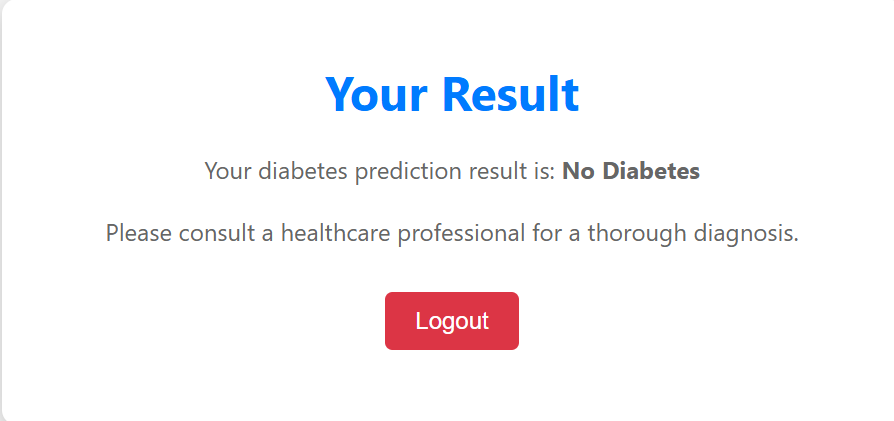 Your Result
Your diabetes prediction result is: No Diabetes
Please consult a healthcare professional for a thorough diagnosis.
Logout